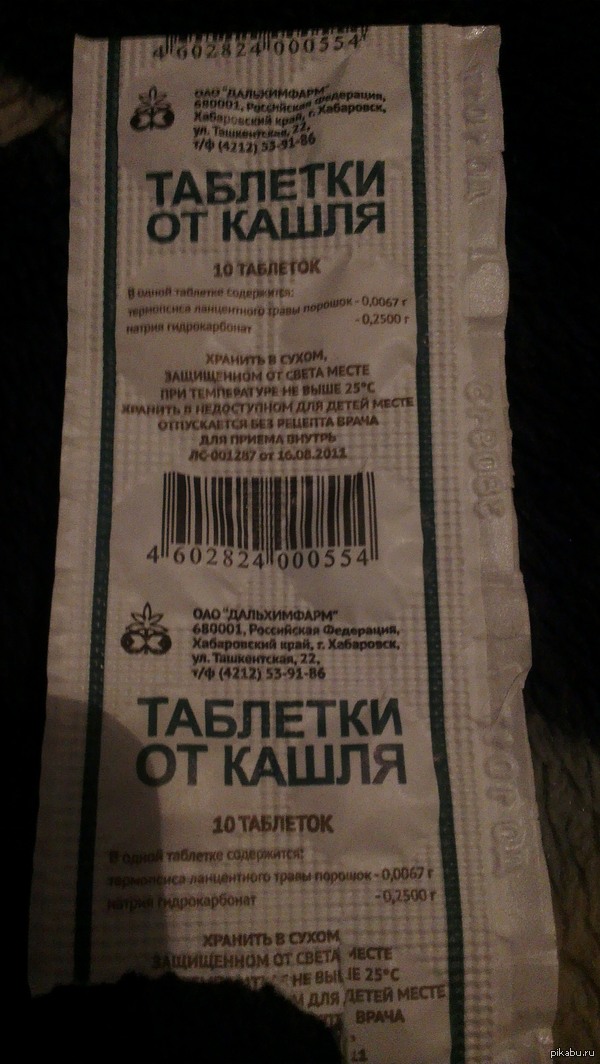 4 602824 000554
ОАО "ДАЛЬХИМФАРМ"
680001, Российская Федерация,
Хабаровский край, г. Хабаровск,
ул. Ташкентская, 22,
т/ф (4212) 53-91-86
ТАБЛЕТКИ
ОТ КАШЛЯ
10 ТАБЛЕТОК
В одной таблетке содержится:
термопсиса ланцентного травы порошок - 0,0067 г
натрия гидрокарбонат - 0,2500 г
ХРАНИТЬ В СУХОМ,
ЗАЩИЩЕННОМ ОТ СВЕТА МЕСТЕ
ПРИ ТЕМПЕРАТУРЕ НЕ ВЫШЕ 25°С
ХРАНИТЬ В НЕДОСТУПНОМ ДЛЯ ДЕТЕЙ МЕСТЕ
ОТПУСКАЕТСЯ БЕЗ РЕЦЕПТА ВРАЧА
ДЛЯ ПРИЕМА ВНУТРЬ
ЛС-001287 от 16.08.2011
4 602824 000554
ОАО "ДАЛЬХИМФАРМ"
680001, Российская Федерация,
Хабаровский край, г. Хабаровск,
ул. Ташкентская, 22,
т/ф (4212) 53-91-86
ТАБЛЕТКИ
ОТ КАШЛЯ
10 ТАБЛЕТОК
В одной таблетке содержится:
термопсиса ланцентного травы порошок - 0,0067 г
натрия гидрокарбонат - 0,2500 г
ХРАНИТЬ В СУХОМ,
ЗАЩИЩЕННОМ ОТ СВЕТА МЕСТЕ
НЕ ВЫШЕ 25°С
ДЛЯ ДЕТЕЙ МЕСТЕ
ВРАЧА
11
pikabu.ru